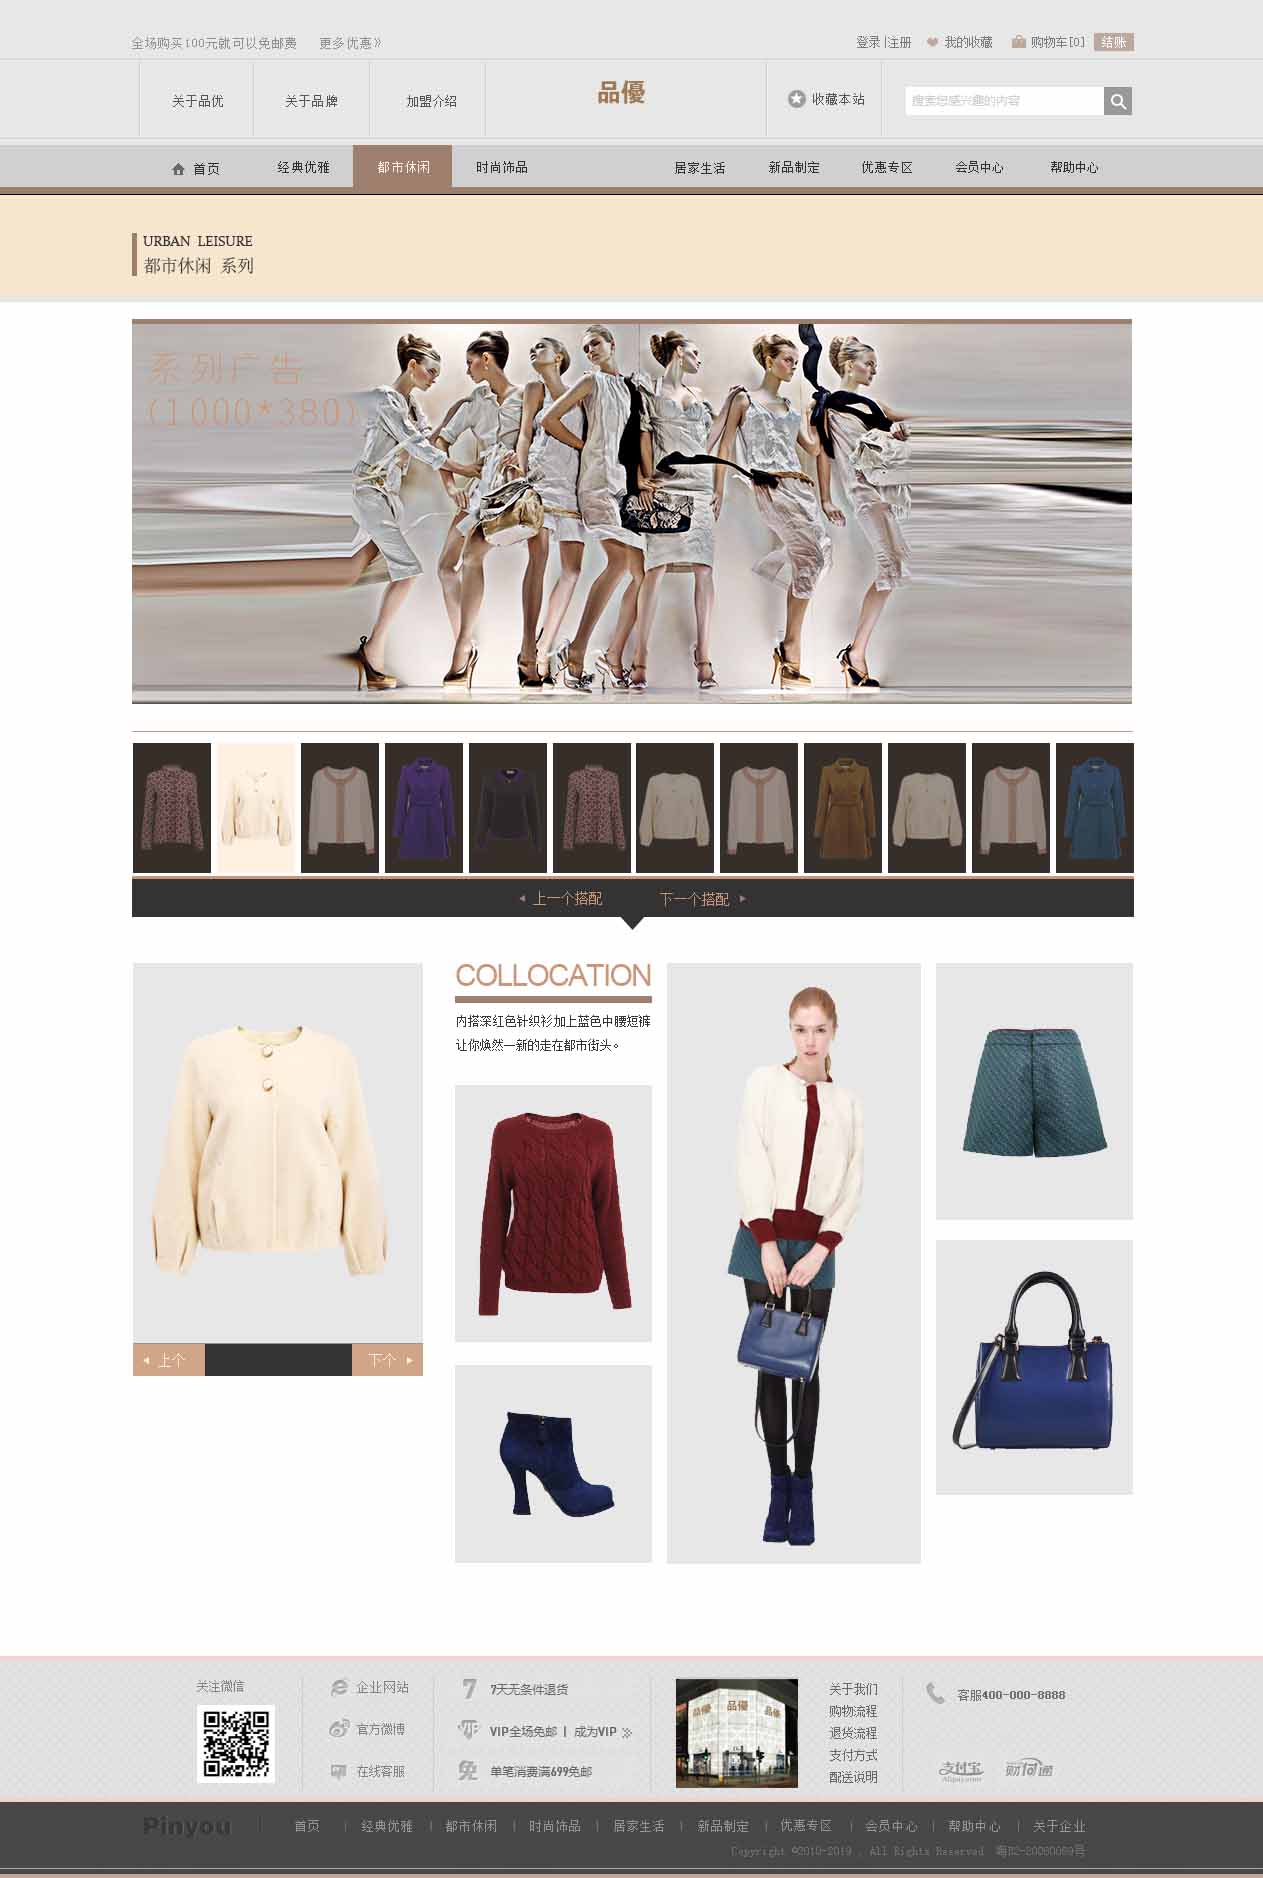 全场购买100元就可以免邮费 更多优惠》
登录|注册 我的收藏 购物车[0] 结账
关于品优 关于品牌 加盟介绍 品優 收藏本站 搜索您感兴趣的内容
首页 经典优雅 都市休闲 时尚饰品 居家生活 新品制定 优惠专区 会员中心 帮助中心
URBAN LEISURE
都市休闲 系列
系列广告
(1000*380)
上一个搭配 下一个搭配
COLLOCATION
内搭深红色针织衫加上蓝色中腰短裤
让你焕然一新的走在都市街头。
上个 下个
关注微信
企业网站
官方微博
在线客服
7 7天无条件退货
VIP VIP全场免邮 | 成为VIP
免 单笔消费满699免邮
品優 品優 品優
关于我们
购物流程
退货流程
支付方式
配送说明
客服400-000-8888
支付宝 Alipay.com 财付通
Pinyou 首页 | 经典优雅 | 都市休闲 | 时尚饰品 | 居家生活 | 新品制定 | 优惠专区 | 会员中心 | 帮助中心 | 关于企业
Copyright ©2010-2019 . All Rights Reserved